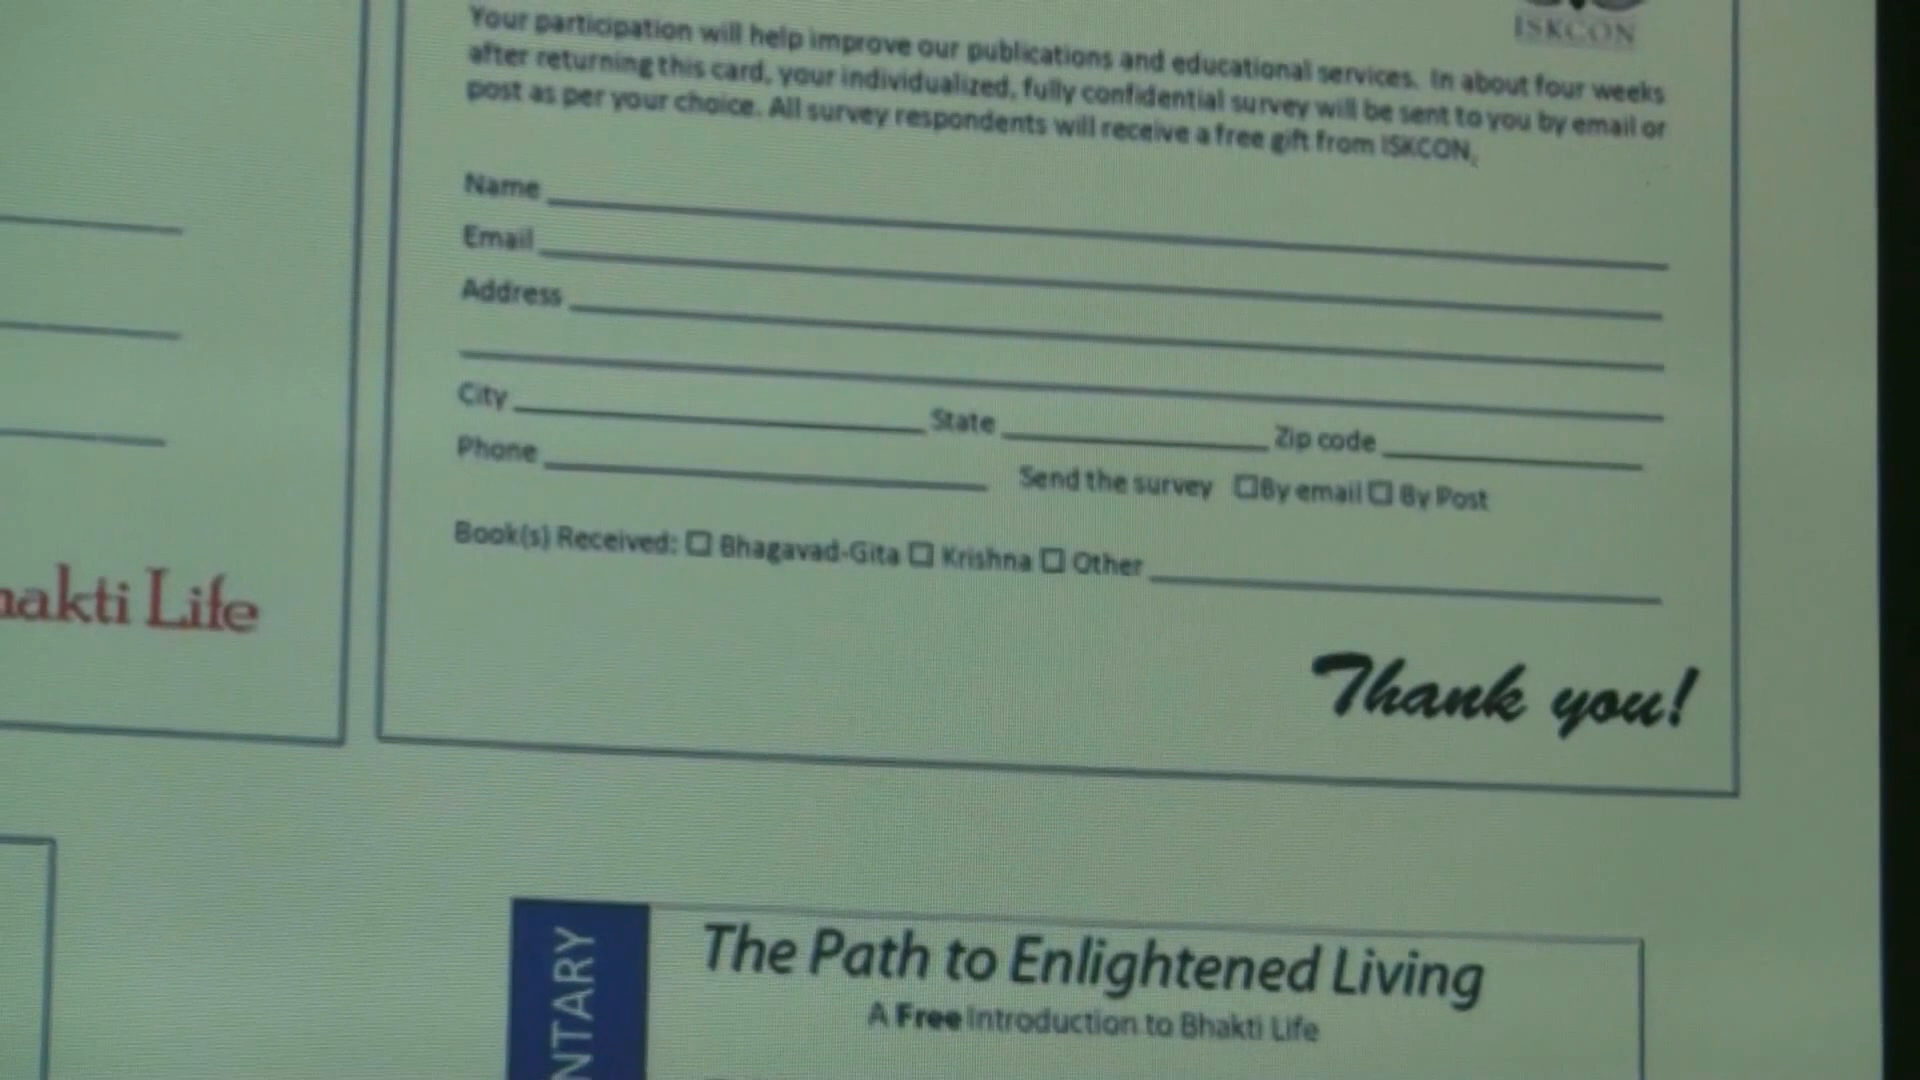 ISKCON
Your participation will help improve our publications and educational services. In about four weeks
after returning this card, your individualized, fully confidential survey will be sent to you by email or
post as per your choice. All survey respondents will receive a free gift from ISKCON.
Name
Email
Address
City State Zip code
Phone Send the survey By email By Post
Book(s) Received: Bhagavad-Gita Krishna Other
Thank you!
Life
The Path to Enlightened Living
A Free Introduction to Bhakti Life